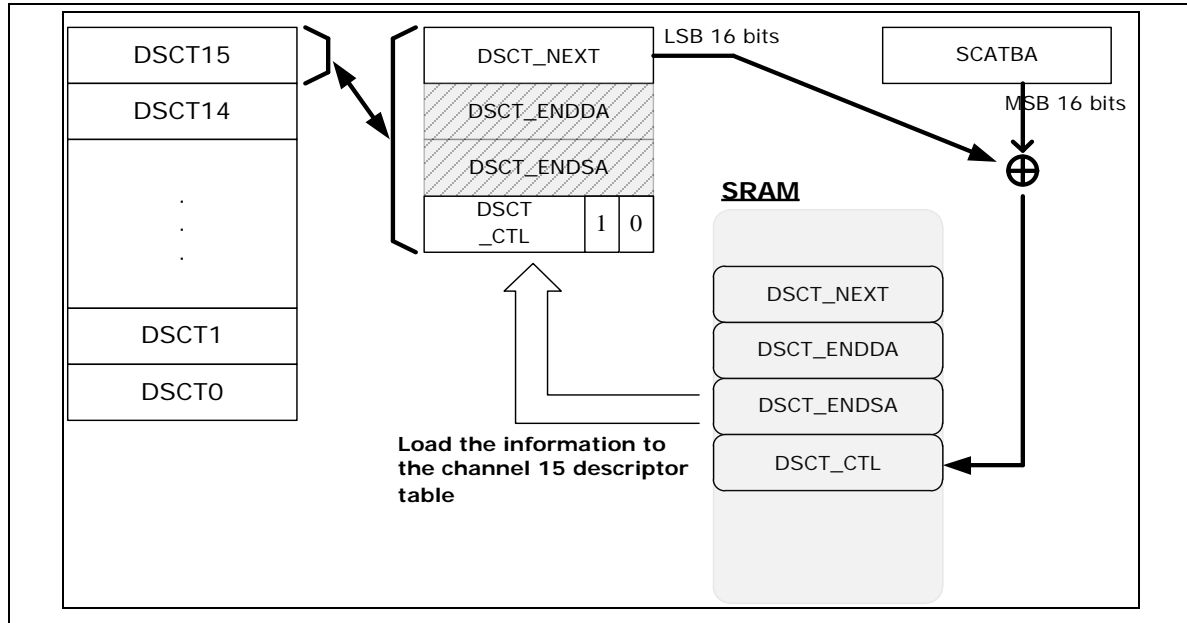 DSCT15
DSCT14
.
.
.
DSCT1
DSCT0
DSCT_NEXT
DSCT_ENDDA
DSCT_ENDSA
DSCT
_CTL
1
0
LSB 16 bits
SCATBA
MSB 16 bits
SRAM
DSCT_NEXT
DSCT_ENDDA
DSCT_ENDSA
DSCT_CTL
Load the information to
the channel 15 descriptor
table